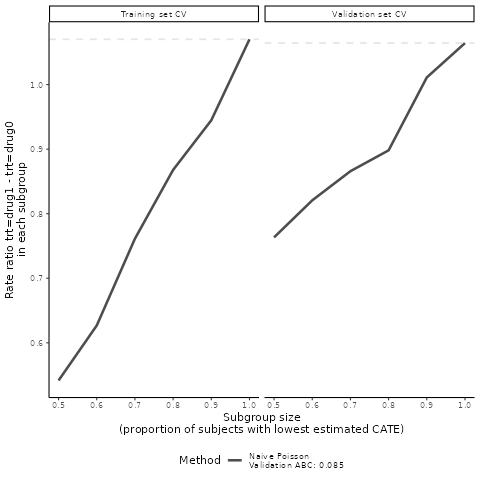 Training set CV
Validation set CV
Rate ratio trt=drug1 - trt=drug0
in each subgroup
1.0
0.9
0.8
0.7
0.6
0.5 0.6 0.7 0.8 0.9 1.0
0.5 0.6 0.7 0.8 0.9 1.0
Subgroup size
(proportion of subjects with lowest estimated CATE)
Method
Naive Poisson
Validation ABC: 0.085